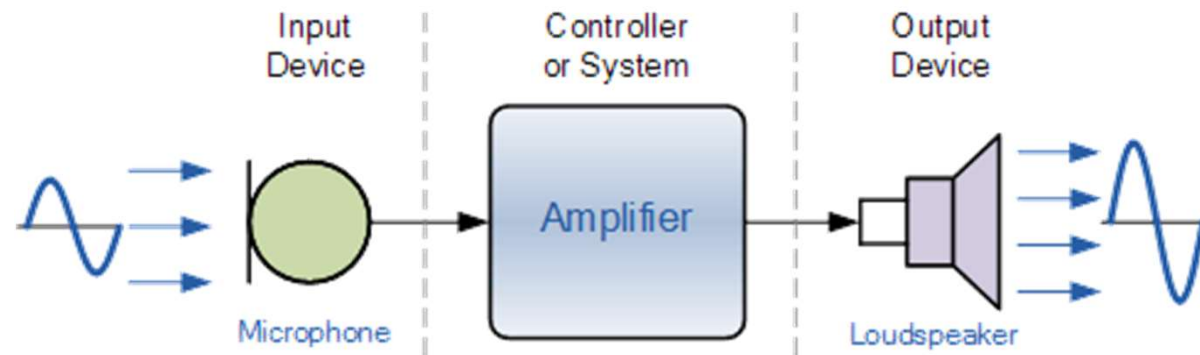 Input
Device
Controller
or System
Output
Device
Amplifier
Microphone
Loudspeaker